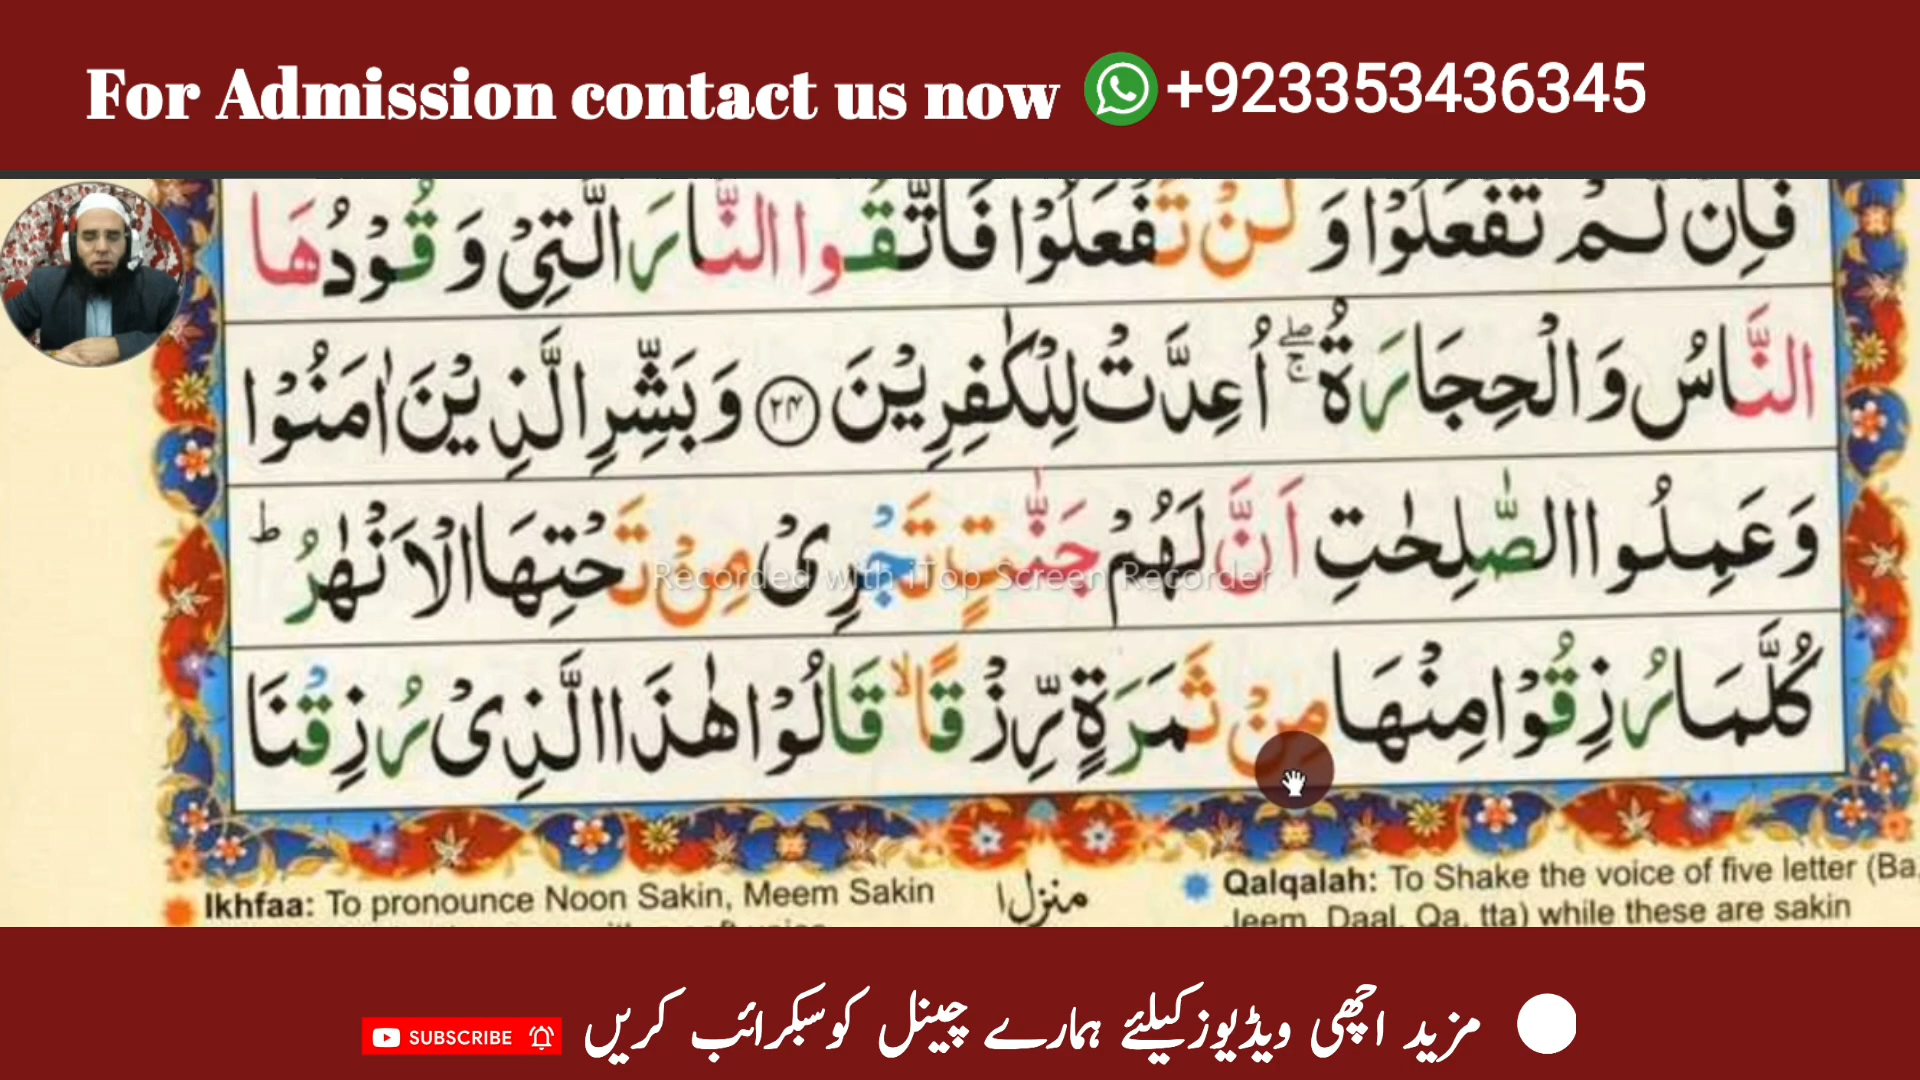 For Admission contact us now +923353436345
فَاِنْ لَّمْ تَفْعَلُوْا وَ لَنْ تَفْعَلُوْا فَاتَّقُوا النَّارَ الَّتِیْ وَ قُوْدُهَا
النَّاسُ وَ الْحِجَارَةُ ۖۚ اُعِدَّتْ لِلْكٰفِرِیْنَ ﴿۲۴﴾ وَ بَشِّرِ الَّذِیْنَ اٰمَنُوْا
وَ عَمِلُوا الصّٰلِحٰتِ اَنَّ لَهُمْ جَنّٰتٍ تَجْرِیْ مِنْ تَحْتِهَا الْاَنْهٰرُ ؕ
Recorded with iTop Screen Recorder
كُلَّمَا رُزِقُوْا مِنْهَا مِنْ ثَمَرَةٍ رِّزْقًا ۙ قَالُوْا هٰذَا الَّذِیْ رُزِقْنَا
Ikhfaa: To pronounce Noon Sakin, Meem Sakin
منزل ۱
Qalqalah: To Shake the voice of five letter (Ba,
Jeem, Daal, Qa, tta) while these are sakin
مزید اچھی ویڈیوز کیلئے ہمارے چینل کو سبکرائب کریں
SUBSCRIBE